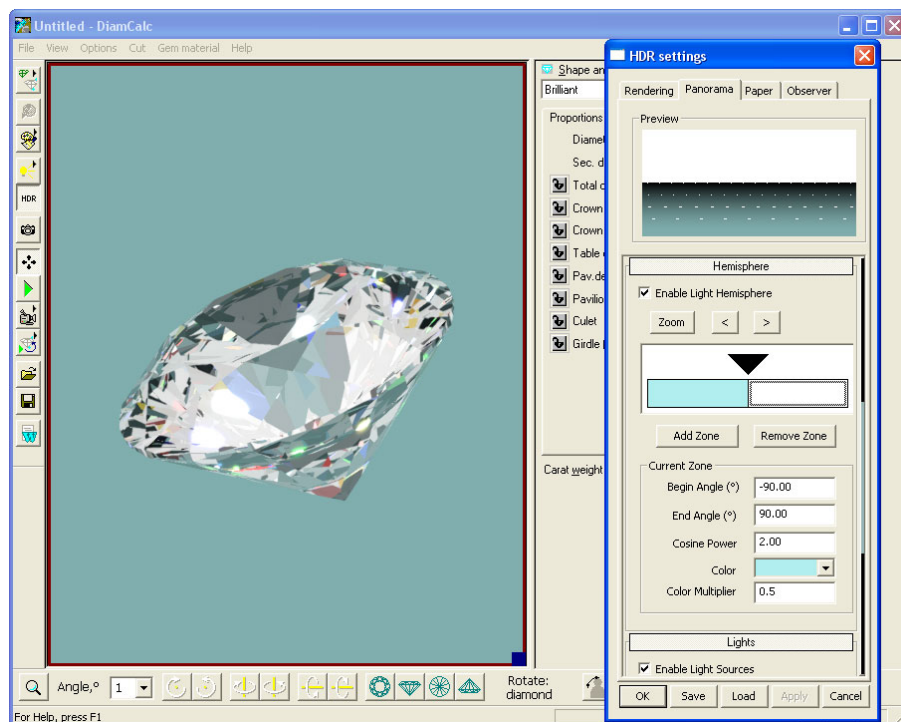 Untitled - DiamCalc
File View Options Cut Gem material Help
HDR
Shape an
Brilliant
Proportions
Diamet
Sec. d
Total d
Crown
Crown
Table
Pav.de
Pavilio
Culet
Girdle
Carat weight
HDR settings
Rendering Panorama Paper Observer
Preview
Hemisphere
Enable Light Hemisphere
Zoom < >
Add Zone Remove Zone
Current Zone
Begin Angle (°) -90.00
End Angle (°) 90.00
Cosine Power 2.00
Color
Color Multiplier 0.5
Lights
Enable Light Sources
OK Save Load Apply Cancel
Angle,° 1 Rotate:
diamond
For Help, press F1